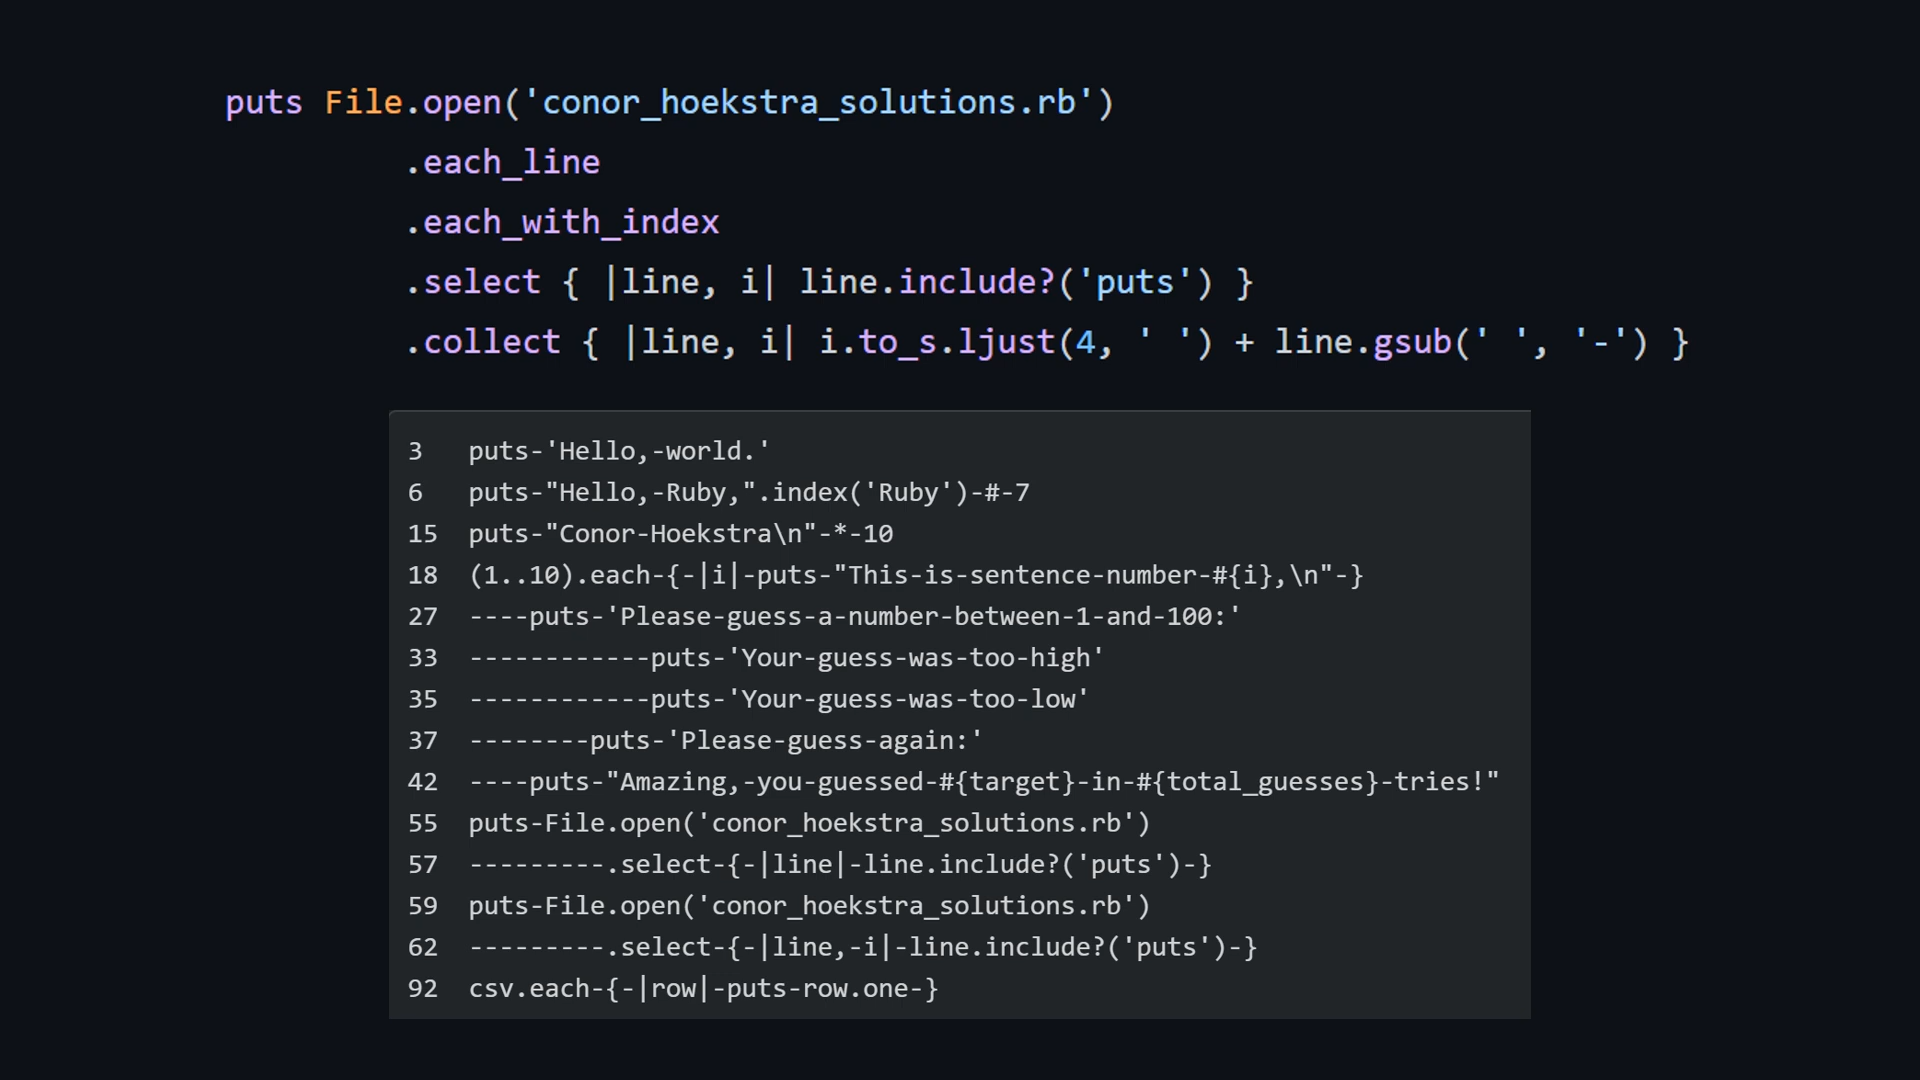 puts File.open('conor_hoekstra_solutions.rb')
.each_line
.each_with_index
.select { |line, i| line.include?('puts') }
.collect { |line, i| i.to_s.ljust(4, ' ') + line.gsub(' ', '-') }
3   puts-'Hello,-world.'
6   puts-"Hello,-Ruby,".index('Ruby')-#-7
15  puts-"Conor-Hoekstra\n"-*-10
18  (1..10).each-{-|i|-puts-"This-is-sentence-number-#{i},\n"-}
27  ----puts-'Please-guess-a-number-between-1-and-100:'
33  ------------puts-'Your-guess-was-too-high'
35  ------------puts-'Your-guess-was-too-low'
37  --------puts-'Please-guess-again:'
42  ----puts-"Amazing,-you-guessed-#{target}-in-#{total_guesses}-tries!"
55  puts-File.open('conor_hoekstra_solutions.rb')
57  ---------.select-{-|line|-line.include?('puts')-}
59  puts-File.open('conor_hoekstra_solutions.rb')
62  ---------.select-{-|line,-i|-line.include?('puts')-}
92  csv.each-{-|row|-puts-row.one-}